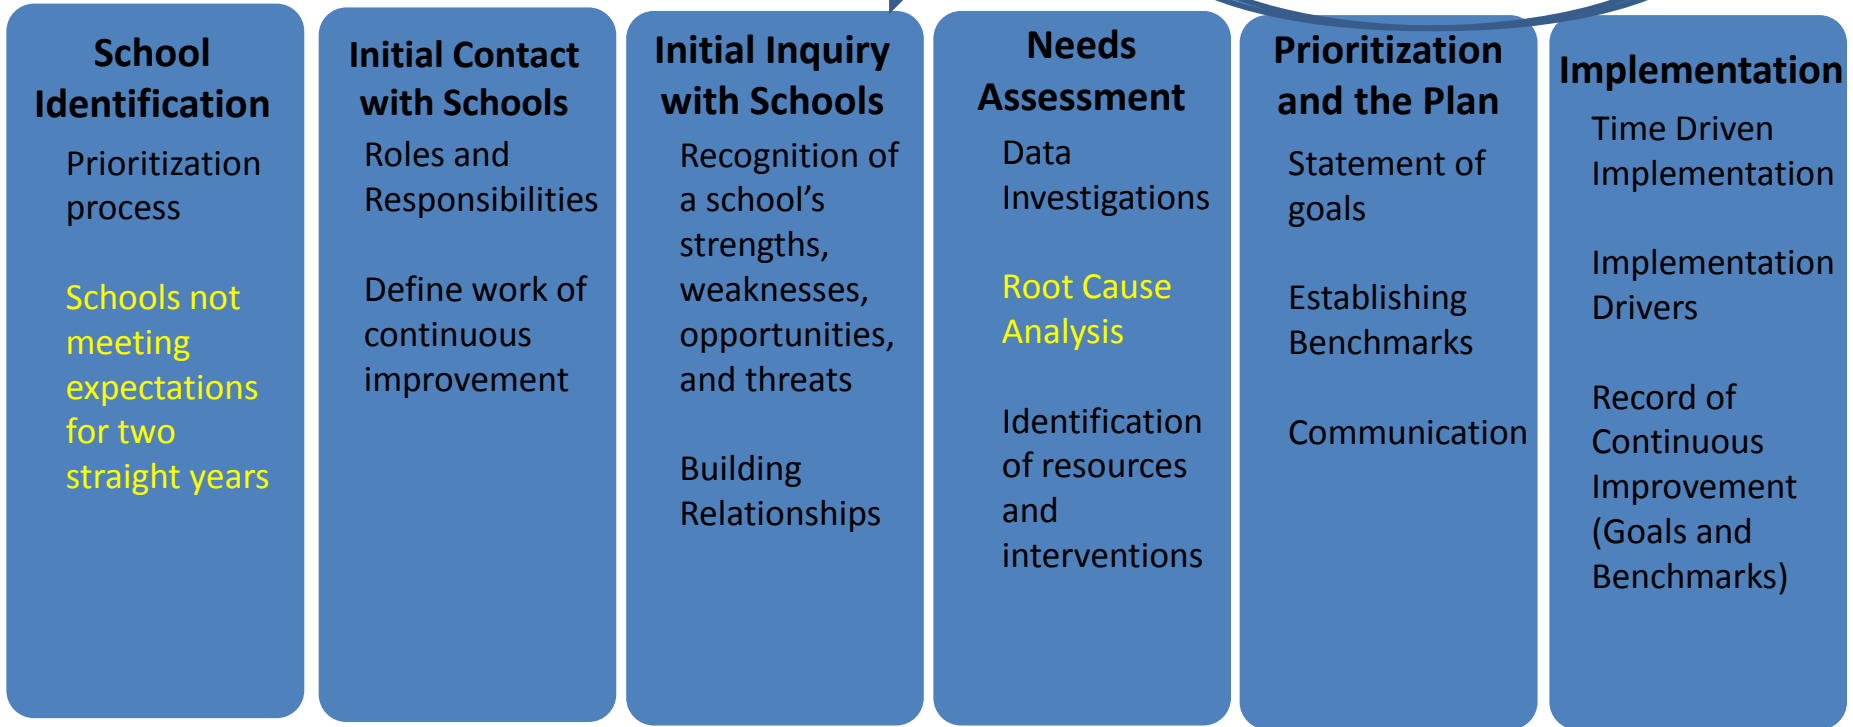 School
Identification
Prioritization
process
Schools not
meeting
expectations
for two
straight years
Initial Contact
with Schools
Roles and
Responsibilities
Define work of
continuous
improvement
Initial Inquiry
with Schools
Recognition of
a school’s
strengths,
weaknesses,
opportunities,
and threats
Building
Relationships
Needs
Assessment
Data
Investigations
Root Cause
Analysis
Identification
of resources
and
interventions
Prioritization
and the Plan
Statement of
goals
Establishing
Benchmarks
Communication
Implementation
Time Driven
Implementation
Implementation
Drivers
Record of
Continuous
Improvement
(Goals and
Benchmarks)